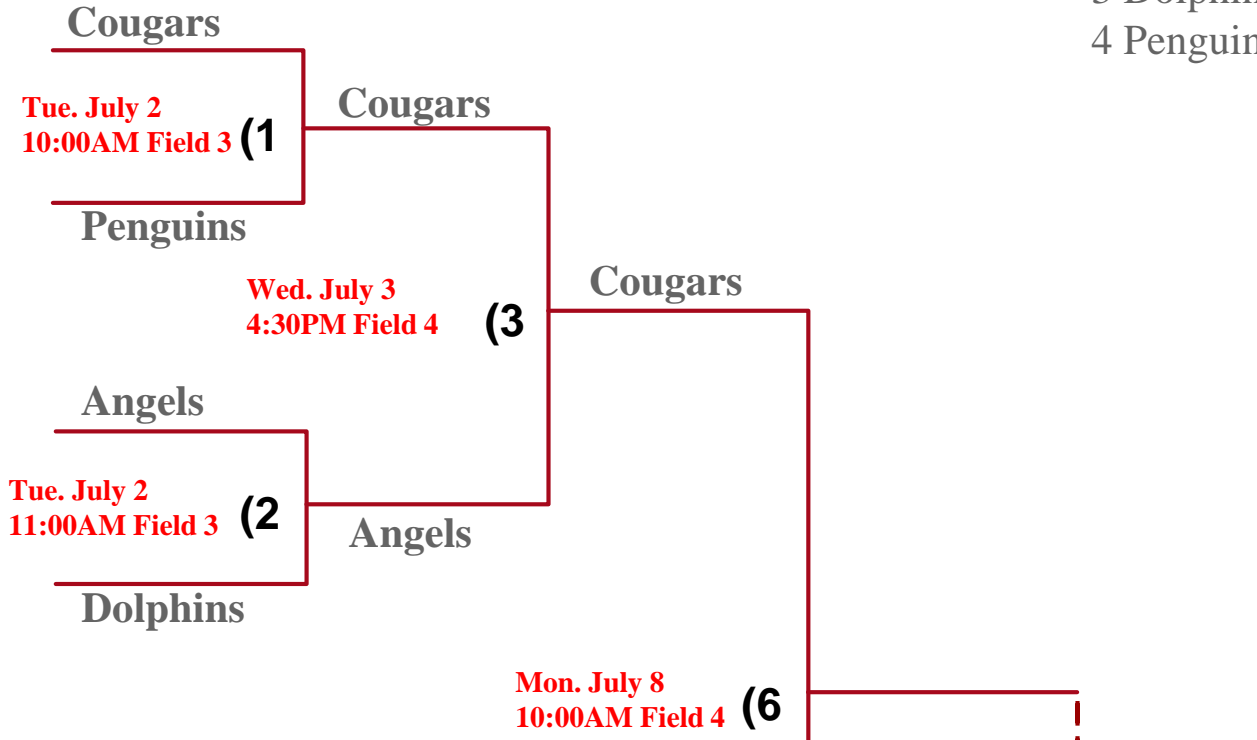 Cougars
4 Penguin
Tue. July 2
10:00AM Field 3 (1
Cougars
Penguins
Wed. July 3
4:30PM Field 4 (3
Cougars
Angels
Tue. July 2
11:00AM Field 3 (2
Angels
Dolphins
Mon. July 8
10:00AM Field 4 (6